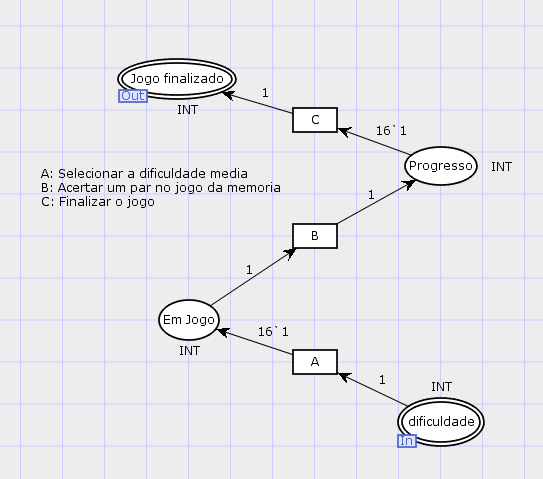 Jogo finalizado
Out
INT
1
C
16`1
Progresso
INT
A: Selecionar a dificuldade media
B: Acertar um par no jogo da memoria
C: Finalizar o jogo
1
B
1
Em Jogo
INT
16`1
A
1
INT
dificuldade
In